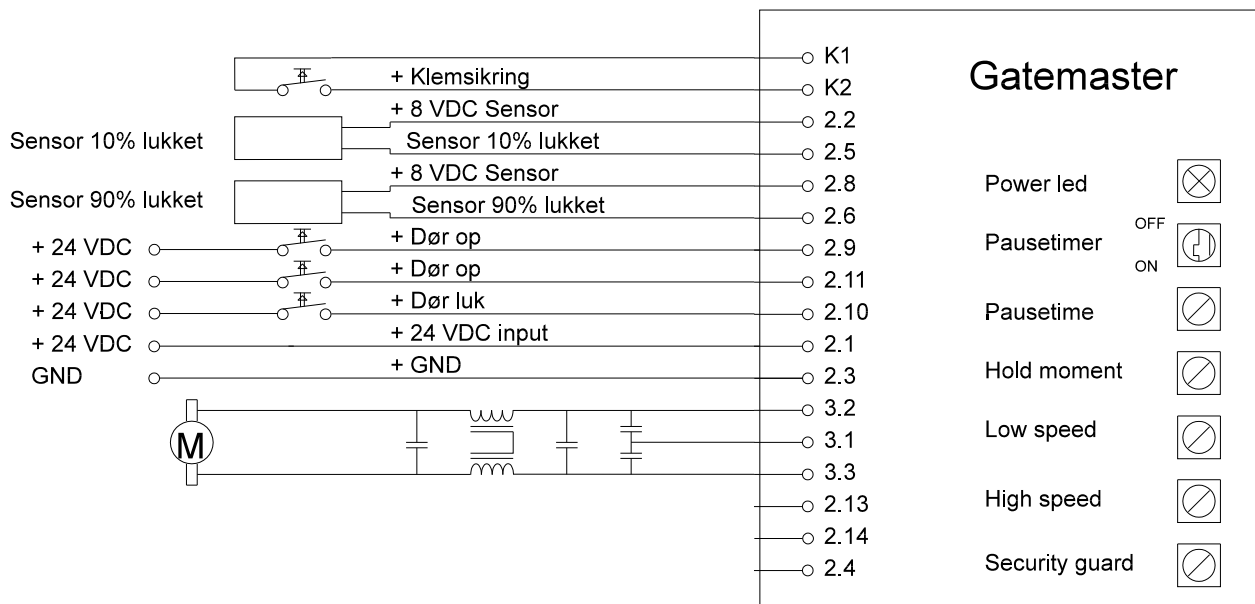 K1
Gatemaster
+ Klemsikring
K2
+ 8 VDC Sensor
2.2
Sensor 10% lukket
Sensor 10% lukket
2.5
+ 8 VDC Sensor
2.8
Power led
Sensor 90% lukket
Sensor 90% lukket
2.6
OFF
+ 24 VDC
+ Dør op
2.9
Pausetimer
ON
+ 24 VDC
+ Dør op
2.11
+ 24 VDC
+ Dør luk
2.10
Pausetime
+ 24 VDC
+ 24 VDC input
2.1
GND
+ GND
2.3
Hold moment
3.2
M
3.1
Low speed
3.3
2.13
High speed
2.14
2.4
Security guard